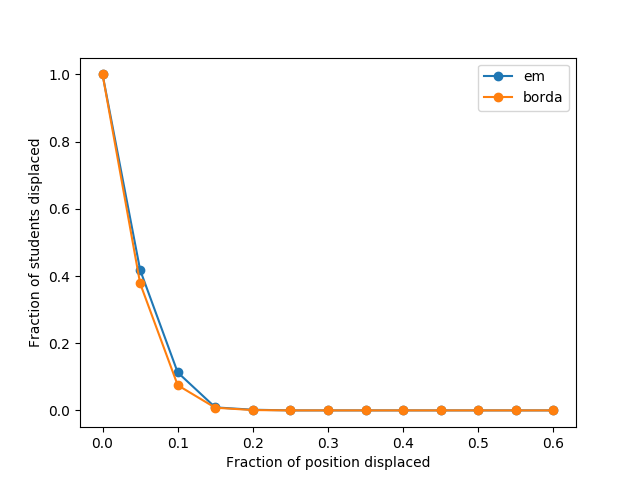 em
borda
1.0
0.8
0.6
0.4
0.2
0.0
Fraction of students displaced
0.0 0.1 0.2 0.3 0.4 0.5 0.6
Fraction of position displaced